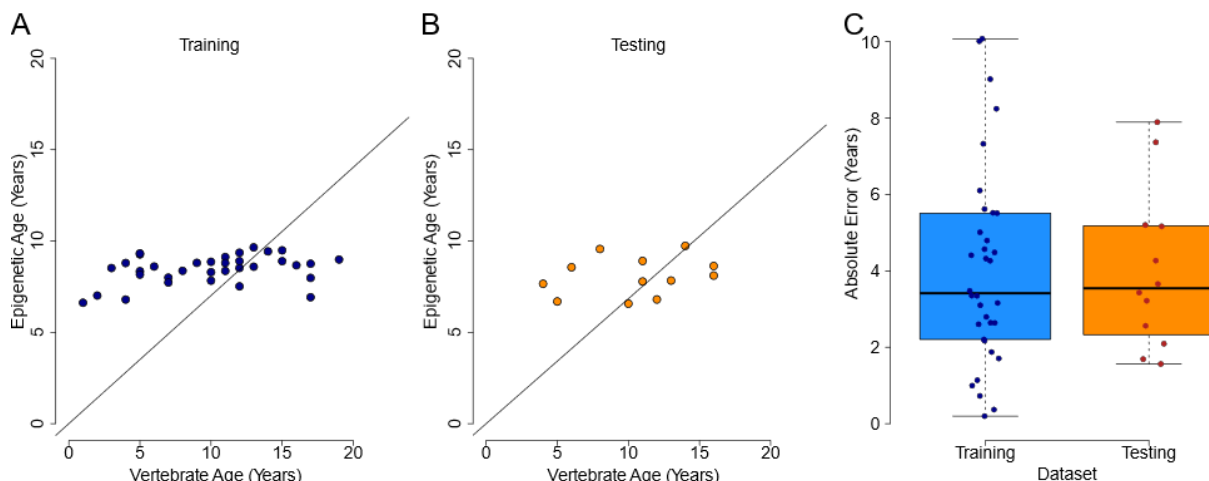 A
Training
Epigenetic Age (Years)
20
15
10
5
0
0 5 10 15 20
Vertebrate Age (Years)
B
Testing
Epigenetic Age (Years)
20
15
10
5
0
0 5 10 15 20
Vertebrate Age (Years)
C
Absolute Error (Years)
10
8
6
4
2
0
Training Testing
Dataset